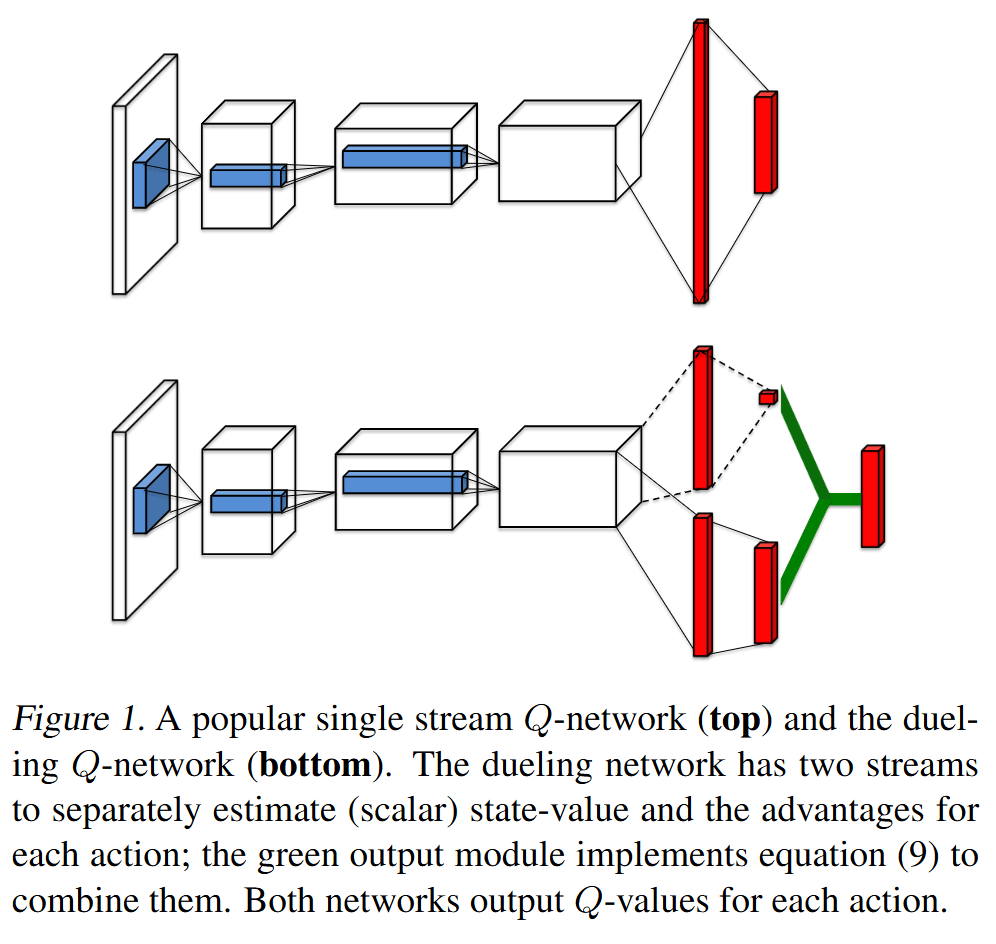 Figure 1. A popular single stream Q-network (top) and the duel-
ing Q-network (bottom). The dueling network has two streams
to separately estimate (scalar) state-value and the advantages for
each action; the green output module implements equation (9) to
combine them. Both networks output Q-values for each action.